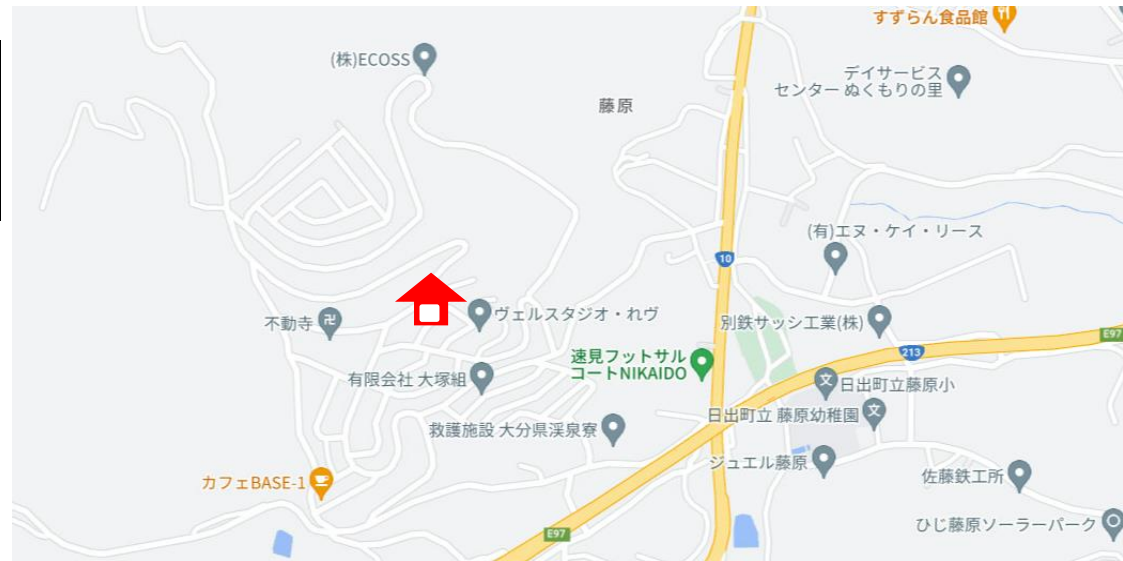 すずらん食品館
(株)ECOSS
デイサービス
センター ぬくもりの里
藤原
(有)エヌ・ケイ・リース
10
不動寺
ヴェルスタジオ・れヴ
別鉄サッシ工業(株)
E97
213
速見フットサル
コートNIKAIDO
有限会社 大塚組
文
日出町立藤原小
日出町立 藤原幼稚園
文
救護施設 大分県渓泉寮
ジュエル藤原
佐藤鉄工所
カフェBASE-1
ひじ藤原ソーラーパーク
E97